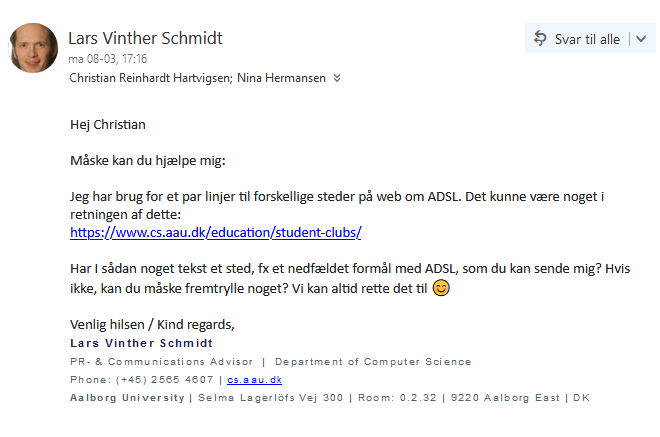 Lars Vinther Schmidt
Svar til alle
ma 08-03, 17:16
Christian Reinhardt Hartvigsen; Nina Hermansen
Hej Christian
Måske kan du hjælpe mig:
Jeg har brug for et par linjer til forskellige steder på web om ADSL. Det kunne være noget i
retningen af dette:
https://www.cs.aau.dk/education/student-clubs/
Har I sådan noget tekst et sted, fx et nedfældet formål med ADSL, som du kan sende mig? Hvis
ikke, kan du måske fremtrylle noget? Vi kan altid rette det til 😊
Venlig hilsen / Kind regards,
Lars Vinther Schmidt
PR- & Communications Advisor | Department of Computer Science
Phone: (+45) 2565 4607 | cs.aau.dk
Aalborg University | Selma Lagerlöfs Vej 300 | Room: 0.2.32 | 9220 Aalborg East | DK